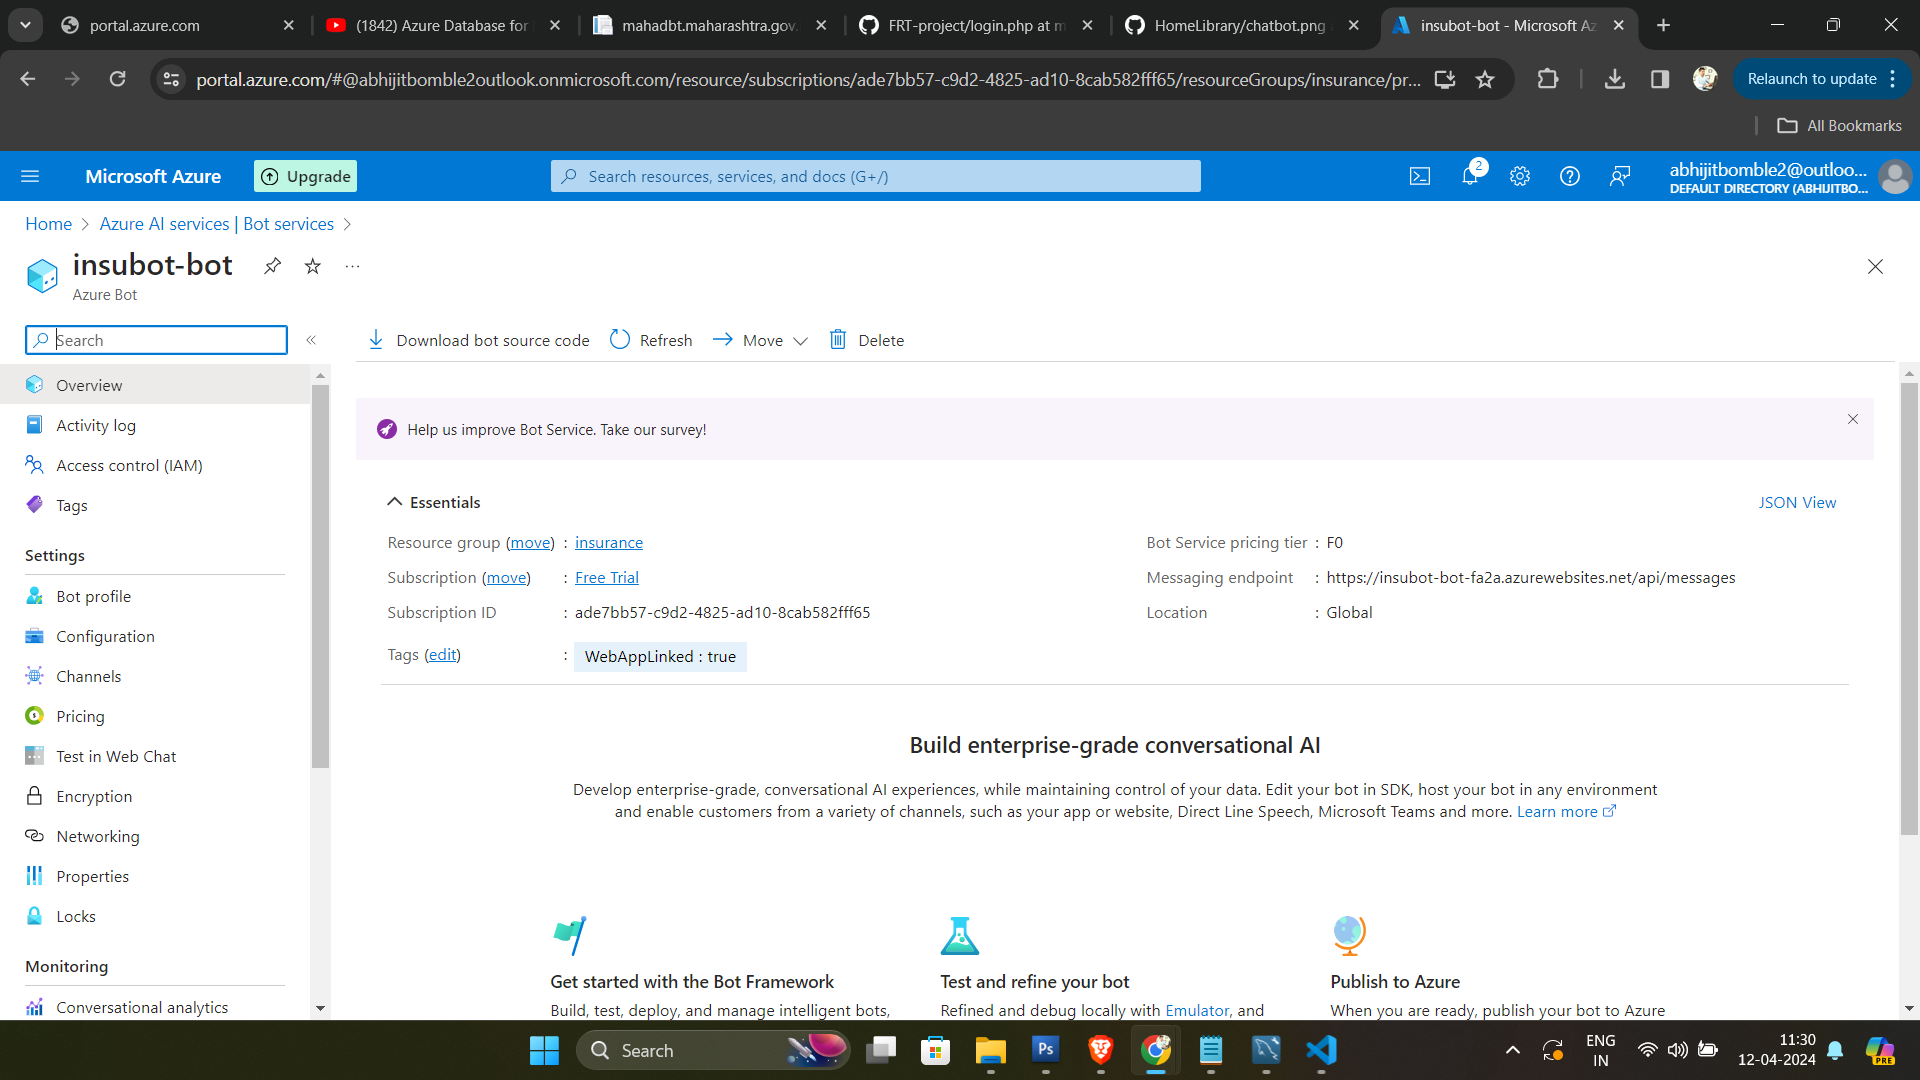 portal.azure.com
(1842) Azure Database for
mahadbt.maharashtra.gov.
FRT-project/login.php at m
HomeLibrary/chatbot.png
insubot-bot - Microsoft Az
portal.azure.com/#@abhijitbomble2outlook.onmicrosoft.com/resource/subscriptions/ade7bb57-c9d2-4825-ad10-8cab582fff65/resourceGroups/insurance/pr...
Relaunch to update
All Bookmarks
Microsoft Azure
Upgrade
Search resources, services, and docs (G+/)
2
abhijitbomble2@outloo...
DEFAULT DIRECTORY (ABHIJITBO...
Home > Azure AI services | Bot services >
insubot-bot
Azure Bot
Search
Download bot source code
Refresh
Move
Delete
Overview
Activity log
Access control (IAM)
Tags
Settings
Bot profile
Configuration
Channels
Pricing
Test in Web Chat
Encryption
Networking
Properties
Locks
Monitoring
Conversational analytics
Help us improve Bot Service. Take our survey!
Essentials
JSON View
Resource group (move) : insurance
Subscription (move) : Free Trial
Subscription ID : ade7bb57-c9d2-4825-ad10-8cab582fff65
Tags (edit) : WebAppLinked : true
Bot Service pricing tier : F0
Messaging endpoint : https://insubot-bot-fa2a.azurewebsites.net/api/messages
Location : Global
Build enterprise-grade conversational AI
Develop enterprise-grade, conversational AI experiences, while maintaining control of your data. Edit your bot in SDK, host your bot in any environment
and enable customers from a variety of channels, such as your app or website, Direct Line Speech, Microsoft Teams and more. Learn more
Get started with the Bot Framework
Build, test, deploy, and manage intelligent bots,
Test and refine your bot
Refined and debug locally with Emulator, and
Publish to Azure
When you are ready, publish your bot to Azure
Search
Ps
ENG
IN
11:30
12-04-2024
PRE